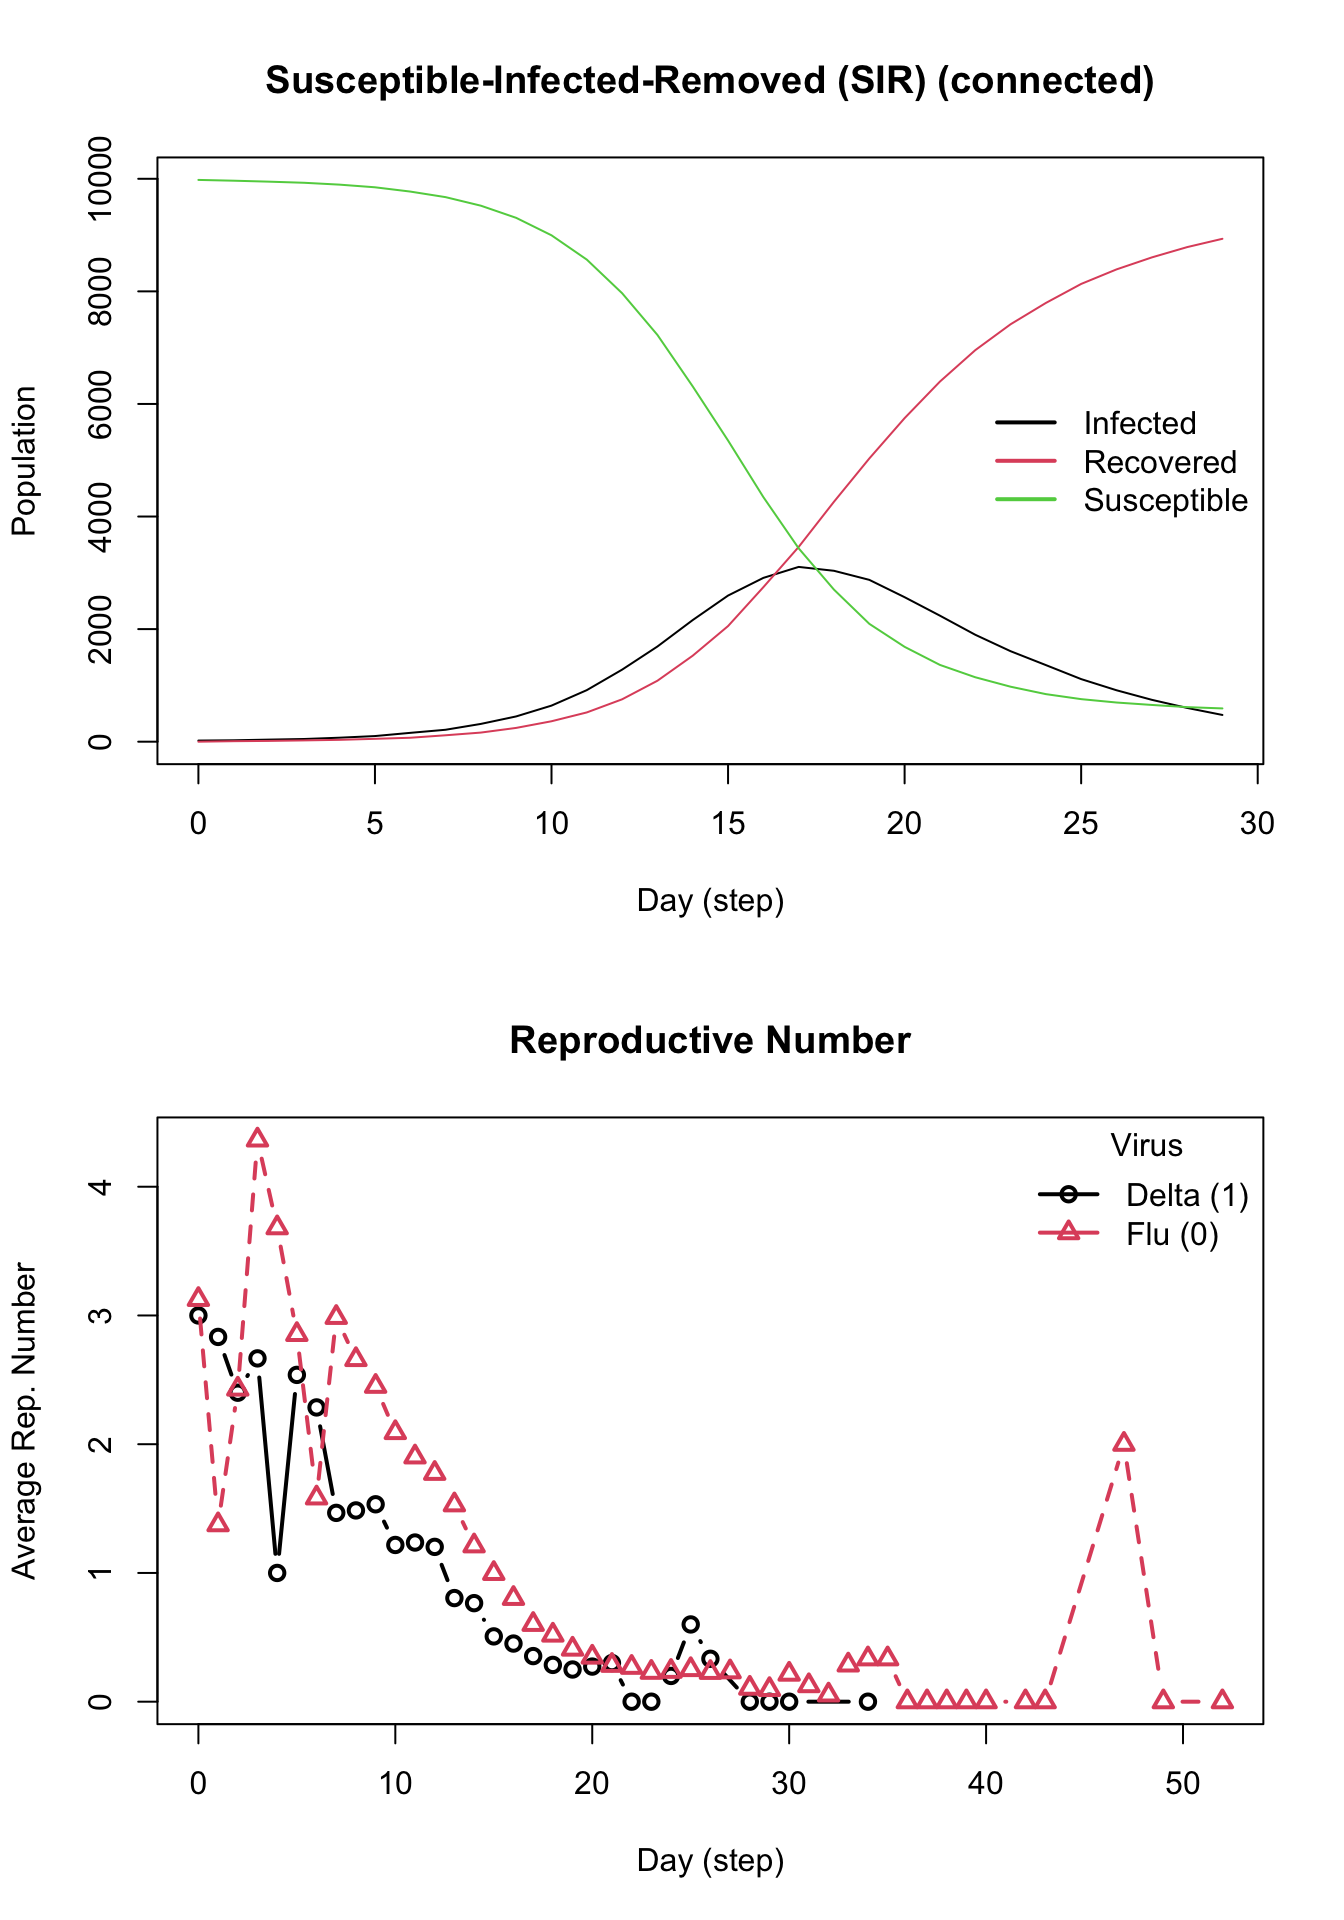 Susceptible-Infected-Removed (SIR) (connected)
Population
10000
8000
6000
4000
2000
0
Infected
Recovered
Susceptible
0 5 10 15 20 25 30
Day (step)
Reproductive Number
Average Rep. Number
4
3
2
1
0
Virus
Delta (1)
Flu (0)
0 10 20 30 40 50
Day (step)